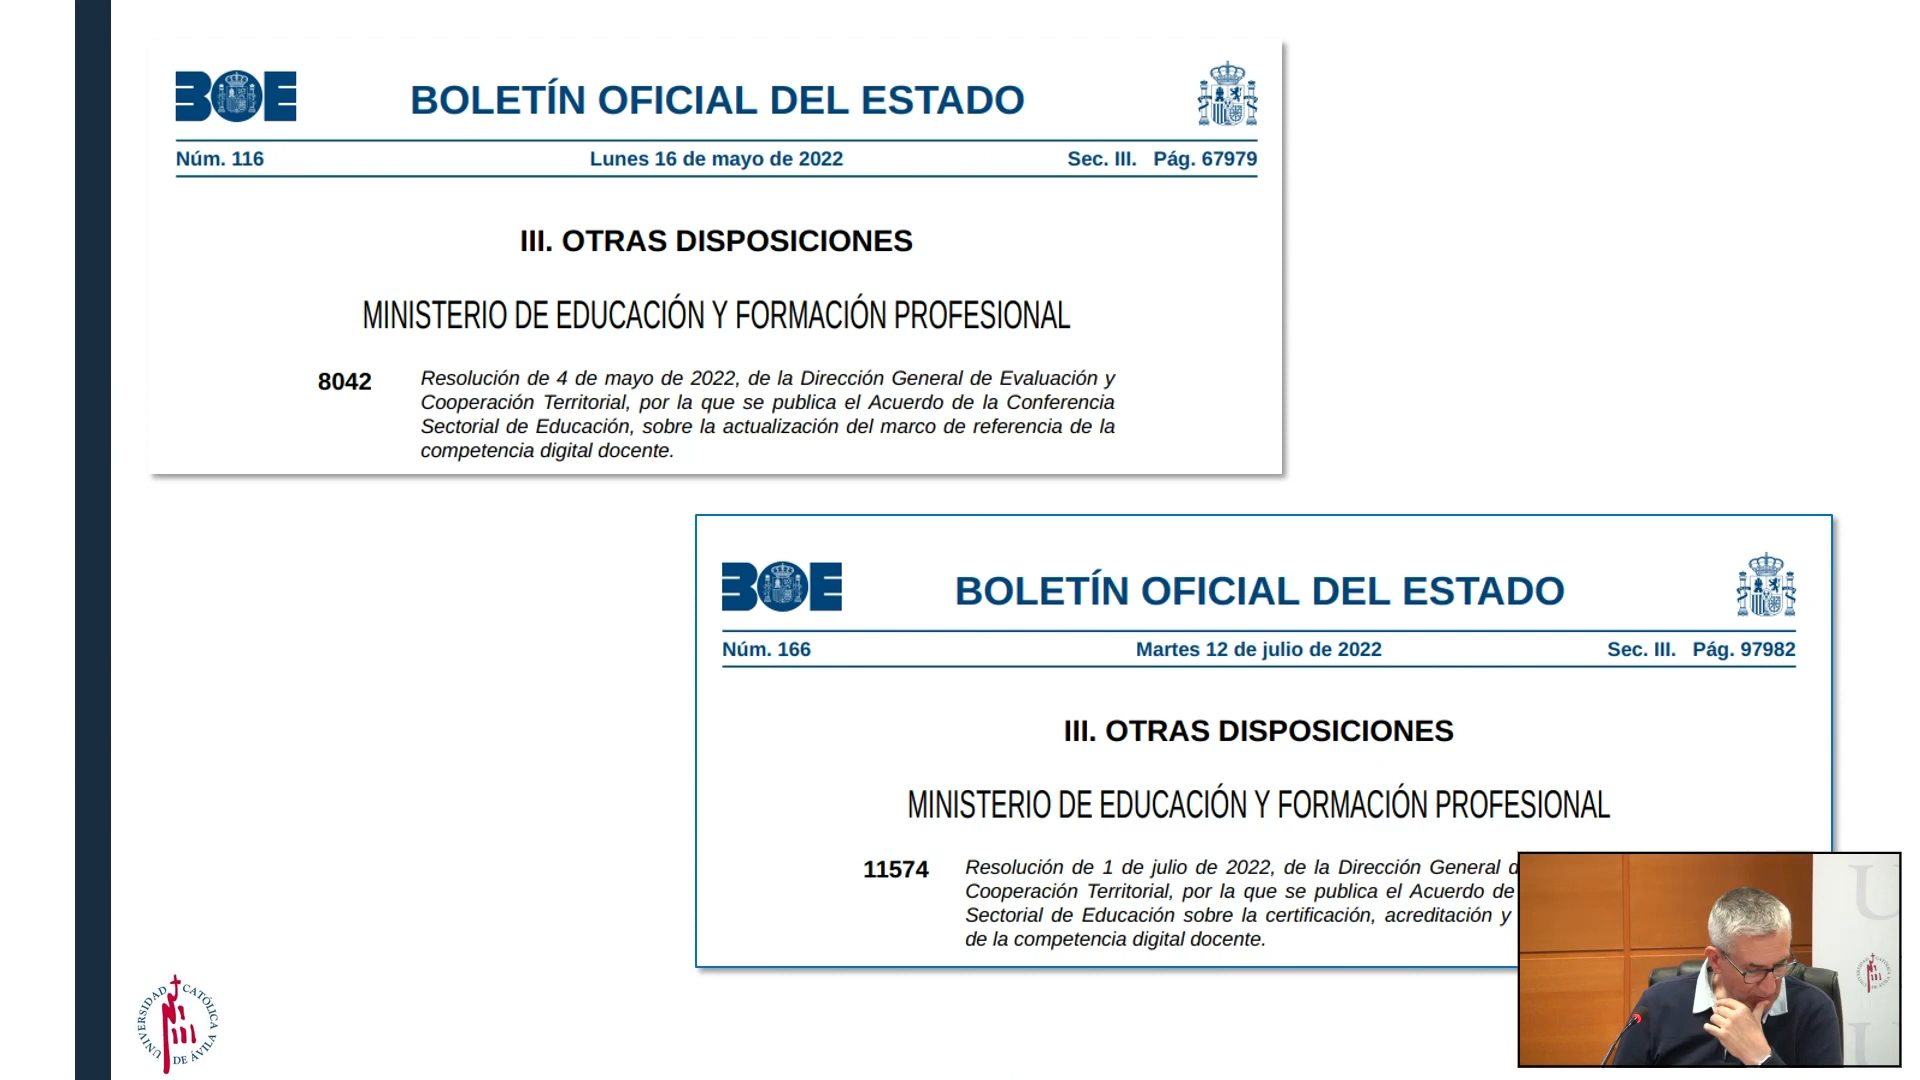 BOE
BOLETÍN OFICIAL DEL ESTADO
Núm. 116
Lunes 16 de mayo de 2022
Sec. III. Pág. 67979
III. OTRAS DISPOSICIONES
MINISTERIO DE EDUCACIÓN Y FORMACIÓN PROFESIONAL
8042
Resolución de 4 de mayo de 2022, de la Dirección General de Evaluación y
Cooperación Territorial, por la que se publica el Acuerdo de la Conferencia
Sectorial de Educación, sobre la actualización del marco de referencia de la
competencia digital docente.
BOE
BOLETÍN OFICIAL DEL ESTADO
Núm. 166
Martes 12 de julio de 2022
Sec. III. Pág. 97982
III. OTRAS DISPOSICIONES
MINISTERIO DE EDUCACIÓN Y FORMACIÓN PROFESIONAL
11574
Resolución de 1 de julio de 2022, de la Dirección General
Cooperación Territorial, por la que se publica el Acuerdo de
Sectorial de Educación sobre la certificación, acreditación y
de la competencia digital docente.
UNIVERSIDAD CATÓLICA DE ÁVILA
U
U